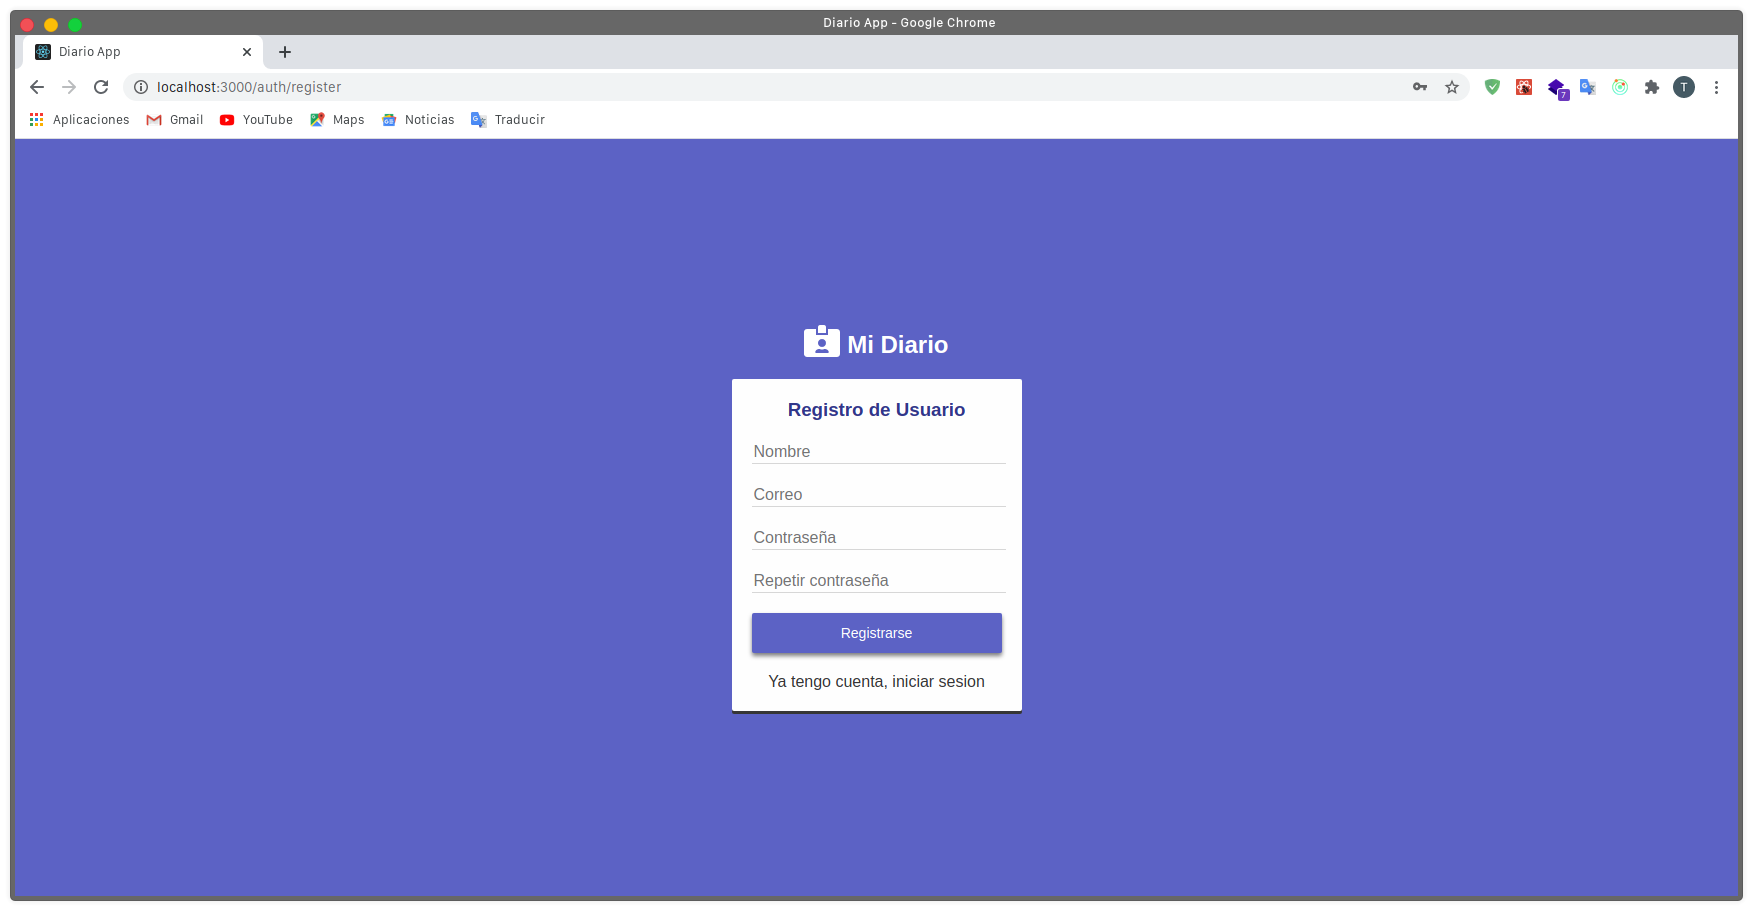 Diario App - Google Chrome
Diario App
localhost:3000/auth/register
7
T
Aplicaciones Gmail YouTube Maps Noticias Traducir
Mi Diario
Registro de Usuario
Nombre
Correo
Contraseña
Repetir contraseña
Registrarse
Ya tengo cuenta, iniciar sesion